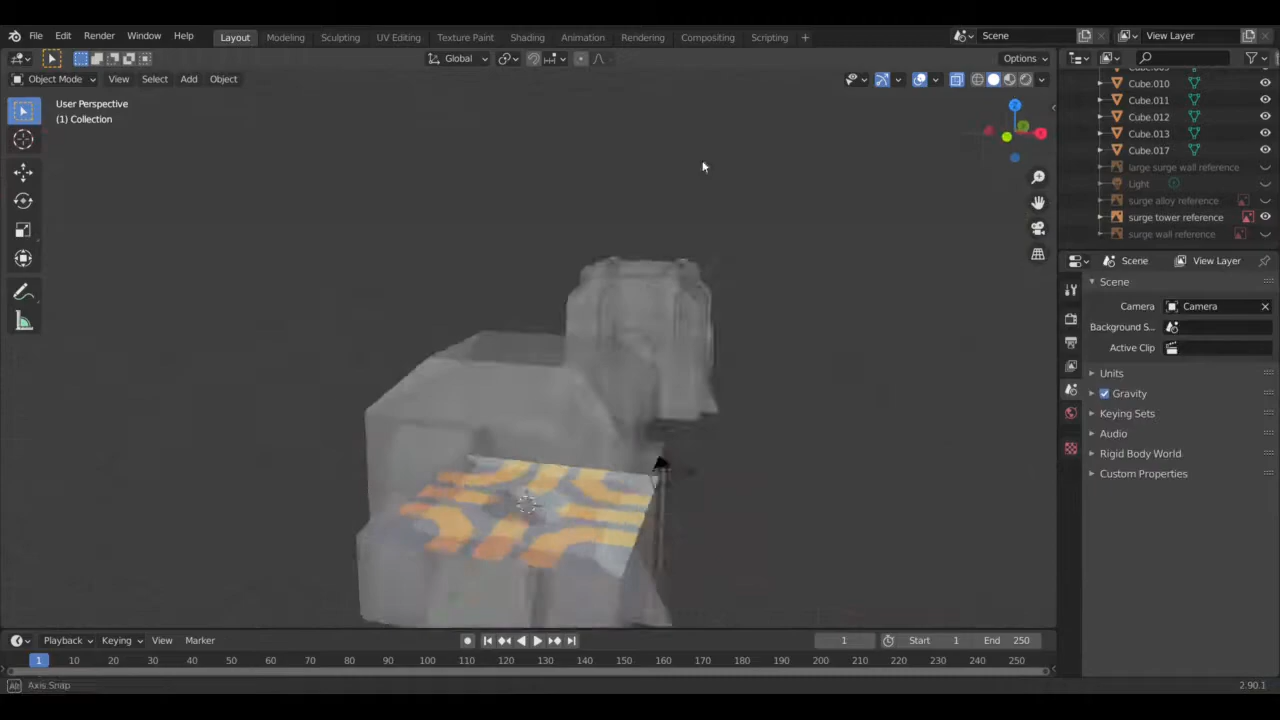 File Edit Render Window Help Layout Modeling Sculpting UV Editing Texture Paint Shading Animation Rendering Compositing Scripting + Scene View Layer
Global Options
Object Mode View Select Add Object
User Perspective
(1) Collection
Z
X
Cube.010
Cube.011
Cube.012
Cube.013
Cube.017
large surge wall reference
Light
surge alloy reference
surge tower reference
surge wall reference
Scene View Layer
Scene
Camera Camera
Background S...
Active Clip
Units
Gravity
Keying Sets
Audio
Rigid Body World
Custom Properties
Playback Keying View Marker 1 Start 1 End 250
1 10 20 30 40 50 60 70 80 90 100 110 120 130 140 150 160 170 180 190 200 210 220 230 240 250
Alt Axis Snap 2.90.1